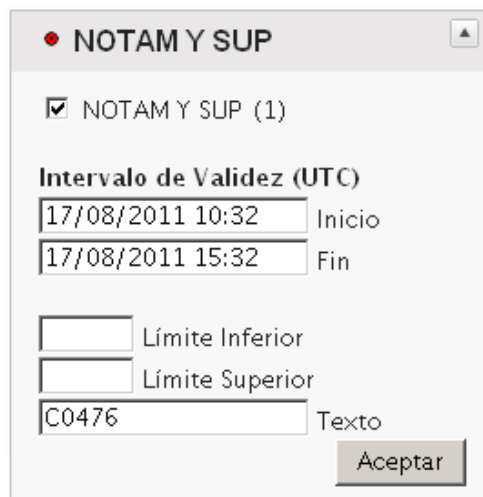 NOTAM Y SUP
NOTAM Y SUP (1)
Intervalo de Validez (UTC)
17/08/2011 10:32 Inicio
17/08/2011 15:32 Fin
Límite Inferior
Límite Superior
C0476 Texto
Aceptar